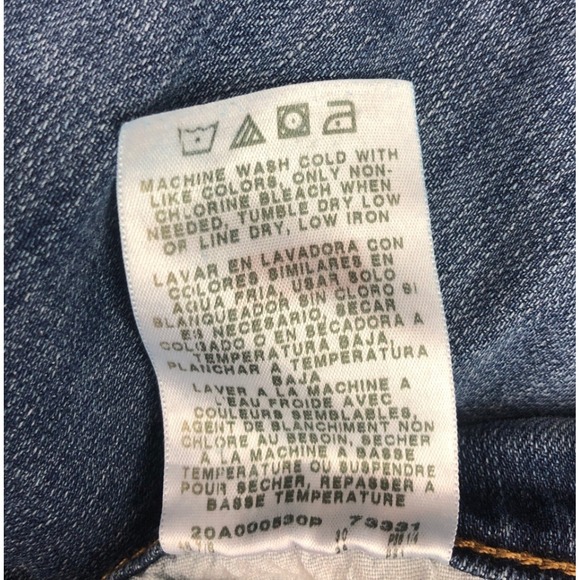 MACHINE WASH COLD WITH
LIKE COLORS, ONLY NON-
CHLORINE BLEACH WHEN
NEEDED, TUMBLE DRY LOW
OR LINE DRY, LOW IRON
LAVAR EN LAVADORA CON
COLORES SIMILARES EN
AGUA FRIA, USAR SOLO
BLANQUEADOR SIN CLORO SI
ES NECESARIO, SECAR
COLGADO O EN SECADORA A
TEMPERATURA BAJA,
PLANCHAR A TEMPERATURA
BAJA
LAVER A LA MACHINE A
L'EAU FROIDE AVEC
COULEURS SEMBLABLES,
AGENT DE BLANCHIMENT NON
CHLORE AU BESOIN, SECHER
A LA MACHINE A BASSE
TEMPERATURE OU SUSPENDRE
POUR SECHER, REPASSER A
BASSE TEMPERATURE
20A000530P 73331